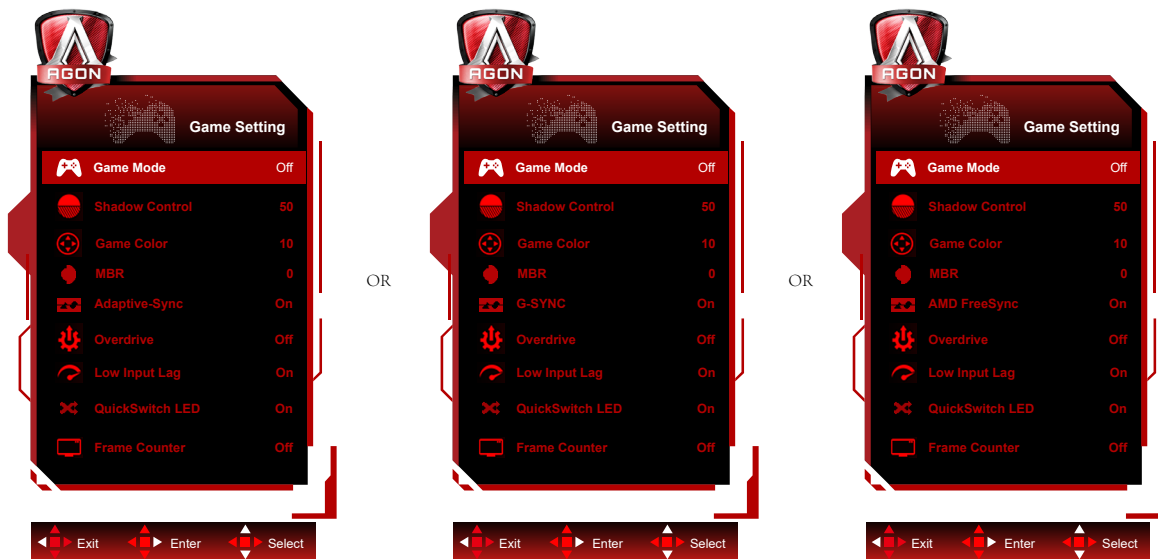 AGON
Game Setting
Game Mode Off
Shadow Control 50
Game Color 10
MBR 0
Adaptive-Sync On
Overdrive Off
Low Input Lag On
QuickSwitch LED On
Frame Counter Off
Exit Enter Select
OR
AGON
Game Setting
Game Mode Off
Shadow Control 50
Game Color 10
MBR 0
G-SYNC On
Overdrive Off
Low Input Lag On
QuickSwitch LED On
Frame Counter Off
Exit Enter Select
OR
AGON
Game Setting
Game Mode Off
Shadow Control 50
Game Color 10
MBR 0
AMD FreeSync On
Overdrive Off
Low Input Lag On
QuickSwitch LED On
Frame Counter Off
Exit Enter Select